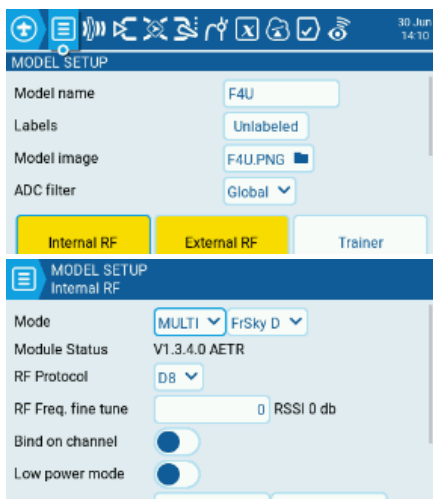 30 Jun
14:10
MODEL SETUP
Model name F4U
Labels Unlabeled
Model image F4U.PNG
ADC filter Global
Internal RF External RF Trainer
MODEL SETUP
Internal RF
Mode MULTI FrSky D
Module Status V1.3.4.0 AETR
RF Protocol D8
RF Freq. fine tune 0 RSSI 0 db
Bind on channel
Low power mode